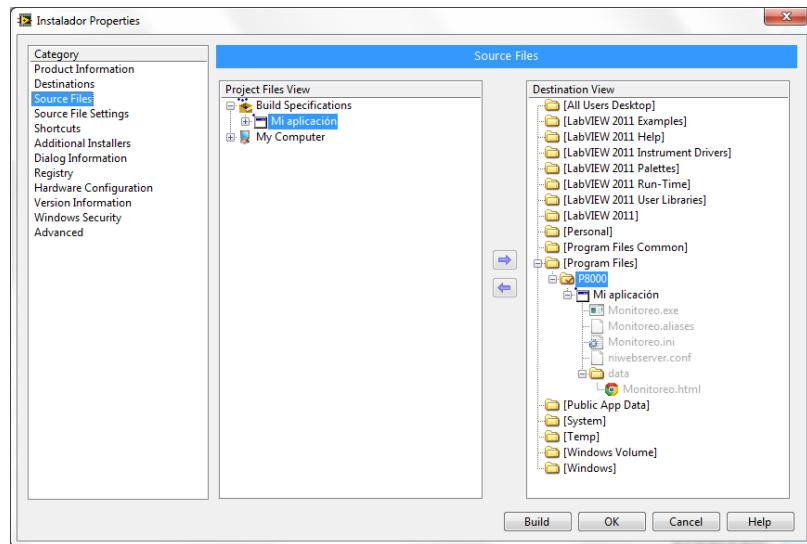 Instalador Properties
Category
Product Information
Destinations
Source Files
Source File Settings
Shortcuts
Additional Installers
Dialog Information
Registry
Hardware Configuration
Version Information
Windows Security
Advanced
Source Files
Project Files View
Build Specifications
Mi aplicación
My Computer
Destination View
[All Users Desktop]
[LabVIEW 2011 Examples]
[LabVIEW 2011 Help]
[LabVIEW 2011 Instrument Drivers]
[LabVIEW 2011 Palettes]
[LabVIEW 2011 Run-Time]
[LabVIEW 2011 User Libraries]
[LabVIEW 2011]
[Personal]
[Program Files Common]
[Program Files]
P8000
Mi aplicación
Monitoreo.exe
Monitoreo.aliases
Monitoreo.ini
niwebserver.conf
data
Monitoreo.html
[Public App Data]
[System]
[Temp]
[Windows Volume]
[Windows]
Build
OK
Cancel
Help